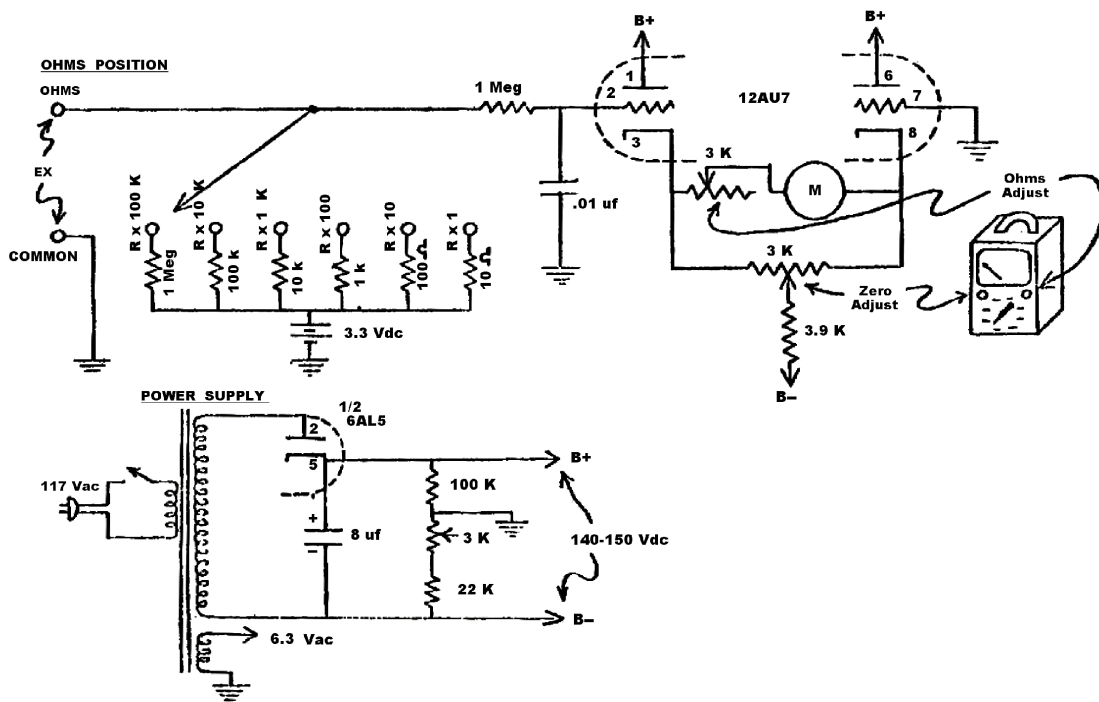 OHMS POSITION
OHMS
EX
COMMON
1 Meg
.01 uf
B+
B+
12AU7
1
2
3
6
7
8
3 K
M
Ohms
Adjust
3 K
Zero
Adjust
3.9 K
B–
R x 100 K
R x 10 K
R x 1 K
R x 100
R x 10
R x 1
1 Meg
100 k
10 k
1 k
100Ω
10 Ω
3.3 Vdc
POWER SUPPLY
1/2
6AL5
2
5
117 Vac
+
–
8 uf
100 K
3 K
22 K
B+
140-150 Vdc
B–
6.3 Vac